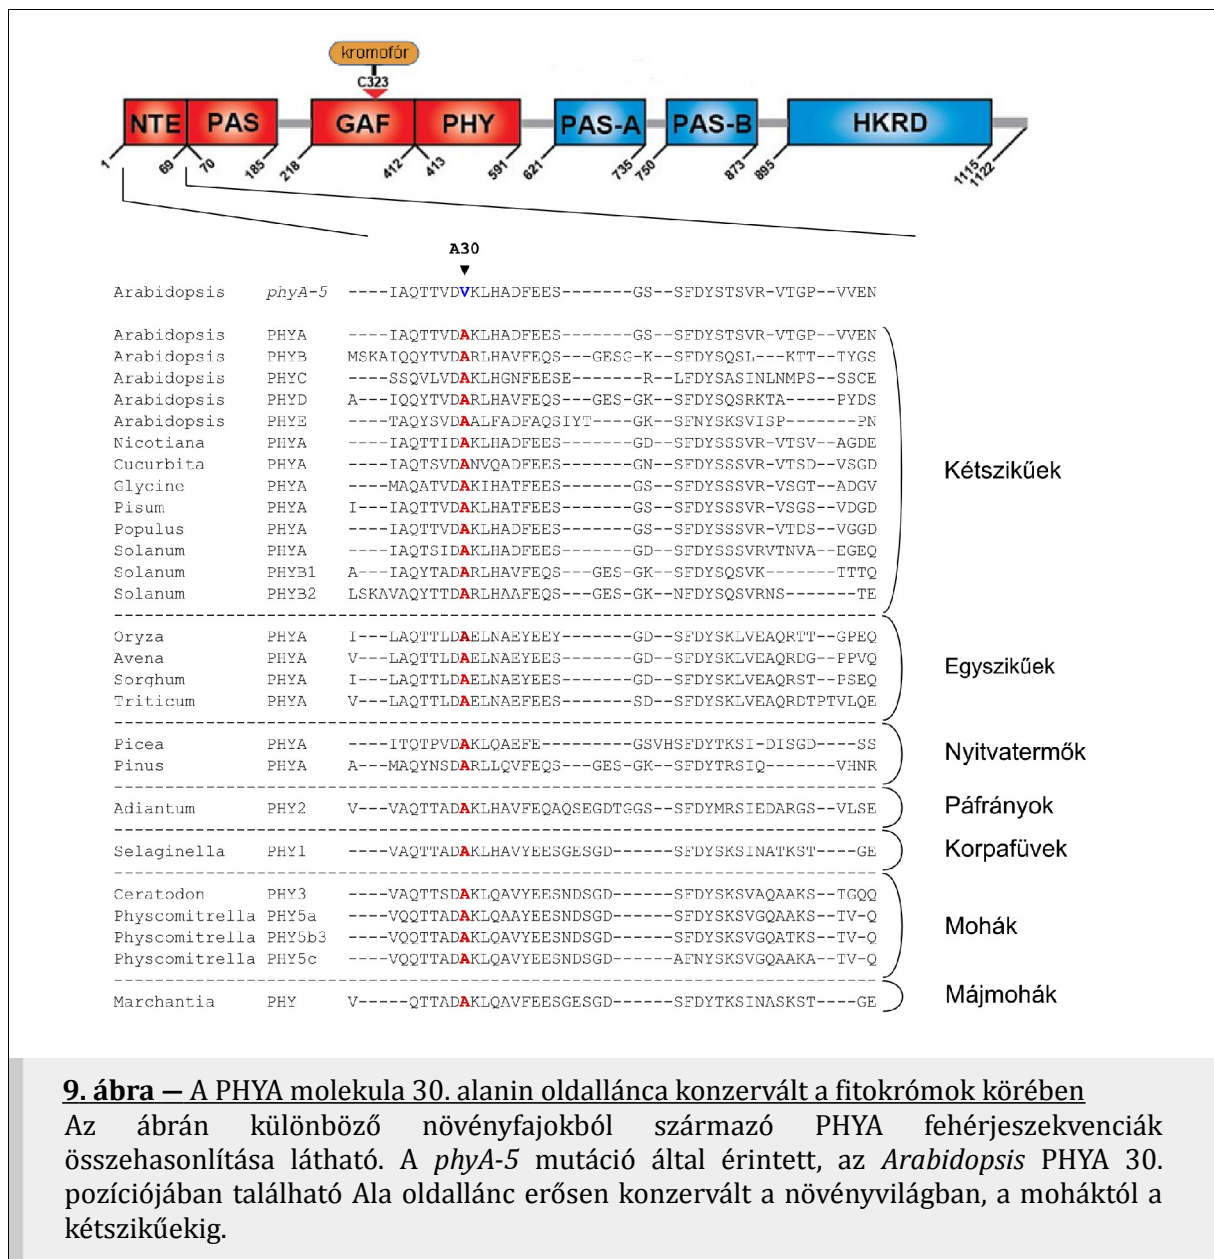 kromofór
C323
NTE PAS GAF PHY PAS-A PAS-B HKRD
1 69 70 185 218 412 413 591 621 735 750 873 895 1115 1122
A30
Arabidopsis phyA-5 ----IAQTTVDVKLHADFEES-------GS--SFDYSTSVR-VTGP--VVEN
Arabidopsis PHYA ----IAQTTVDAKLHADFEES-------GS--SFDYSTSVR-VTGP--VVEN
Arabidopsis PHYB MSKAIQQYTVDARLHAVFEQS---GESG-K--SFDYSQSL---KTT--TYGS
Arabidopsis PHYC ----SSQVLVDAKLHGNFEESE-------R--LFDYSASINLNMPS--SSCE
Arabidopsis PHYD A---IQQYTVDARLHAVFEQS---GES-GK--SFDYSQSRKTA-----PYDS
Arabidopsis PHYE ----TAQYSVDAALFADFAQSIYT----GK--SFNYSKSVISP-------PN
Nicotiana PHYA ----IAQTTIDAKLHADFEES-------GD--SFDYSSSVR-VTSV--AGDE
Cucurbita PHYA ----IAQTSVDANVQADFEES-------GN--SFDYSSSVR-VTSD--VSGD
Glycine PHYA ----MAQATVDAKIHATFEES-------GS--SFDYSSSVR-VSGT--ADGV
Pisum PHYA I---IAQTTVDAKLHATFEES-------GS--SFDYSSSVR-VSGS--VDGD
Populus PHYA ----IAQTTVDAKLHADFEES-------GS--SFDYSSSVR-VTDS--VGGD
Solanum PHYA ----IAQTSIDAKLHADFEES-------GD--SFDYSSSVRVTNVA--EGEQ
Solanum PHYB1 A---IAQYTADARLHAVFEQS---GES-GK--SFDYSQSVK-------TTTQ
Solanum PHYB2 LSKAVAQYTTDARLHAAFEQS---GES-GK--NFDYSQSVRNS-------TE
Kétszikűek
Oryza PHYA I---LAQTTLDAELNAEYEEY-------GD--SFDYSKLVEAQRTT--GPEQ
Avena PHYA V---LAQTTLDAELNAEYEES-------GD--SFDYSKLVEAQRDG--PPVQ
Sorghum PHYA I---LAQTTLDAELNAEYEES-------GD--SFDYSKLVEAQRST--PSEQ
Triticum PHYA V---LAQTTLDAELNAEFEES-------SD--SFDYSKLVEAQRDTPTVLQE
Egyszikűek
Picea PHYA ----ITQTPVDAKLQAEFE---------GSVHSFDYTKSI-DISGD----SS
Pinus PHYA A---MAQYNSDARLLQVFEQS---GES-GK--SFDYTRSIQ-------VHNR
Nyitvatermők
Adiantum PHY2 V---VAQTTADAKLHAVFEQAQSEGDTGGS--SFDYMRSIEDARGS--VLSE
Páfrányok
Selaginella PHY1 ----VAQTTADAKLHAVYEESGESGD------SFDYSKSINATKST----GE
Korpafüvek
Ceratodon PHY3 ----VAQTTSDAKLQAVYEESNDSGD------SFDYSKSVAQAAKS--TGQQ
Physcomitrella PHY5a ----VQQTTADAKLQAAYEESNDSGD------SFDYSKSVGQAAKS--TV-Q
Physcomitrella PHY5b3 ----VQQTTADAKLQAVYEESNDSGD------SFDYSKSVGQATKS--TV-Q
Physcomitrella PHY5c ----VQQTTADAKLQAVYEESNDSGD------AFNYSKSVGQAAKA--TV-Q
Mohák
Marchantia PHY V-----QTTADAKLQAVFEESGESGD------SFDYTKSINASKST----GE
Májmohák
9. ábra — A PHYA molekula 30. alanin oldallánca konzervált a fitokrómok körében
Az ábrán különböző növényfajokból származó PHYA fehérjeszekvenciák
összehasonlítása látható. A phyA-5 mutáció által érintett, az Arabidopsis PHYA 30.
pozíciójában található Ala oldallánc erősen konzervált a növényvilágban, a moháktól a
kétszikűekig.